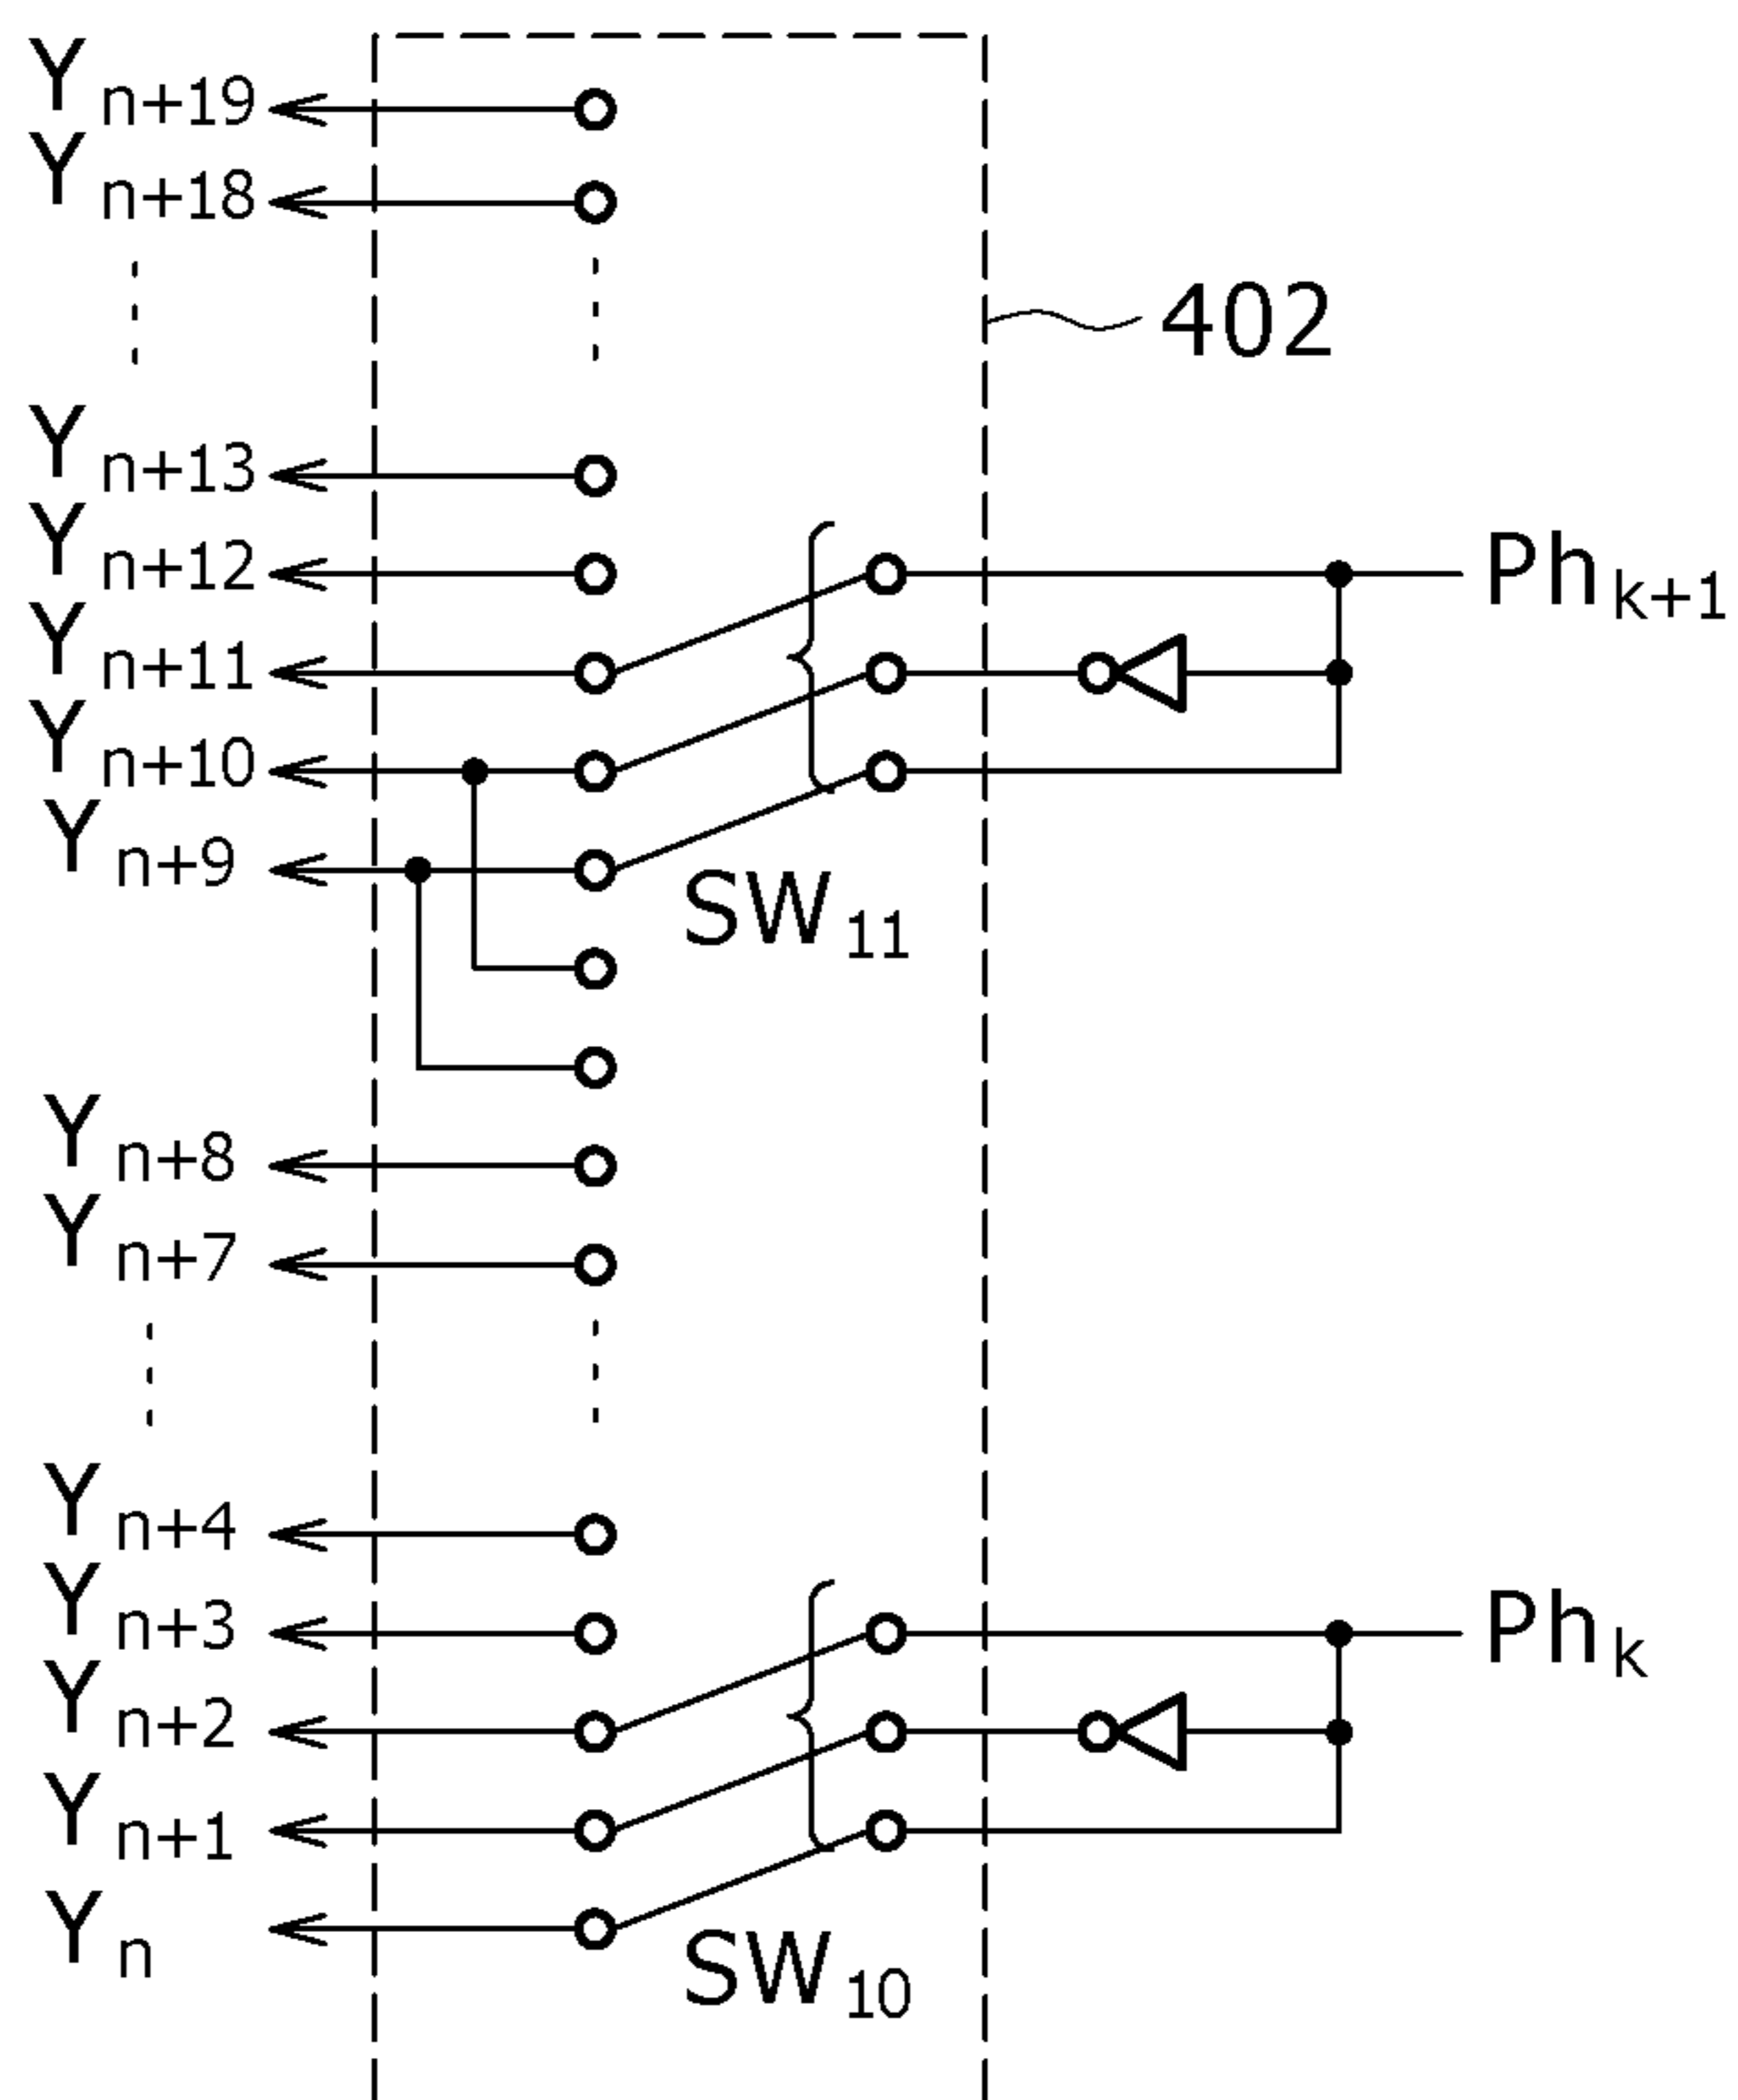 Yn+19
Yn+18
402
Yn+13
Yn+12
Phk+1
Yn+11
Yn+10
Yn+9
SW11
Yn+8
Yn+7
Yn+4
Yn+3
Phk
Yn+2
Yn+1
Yn
SW10